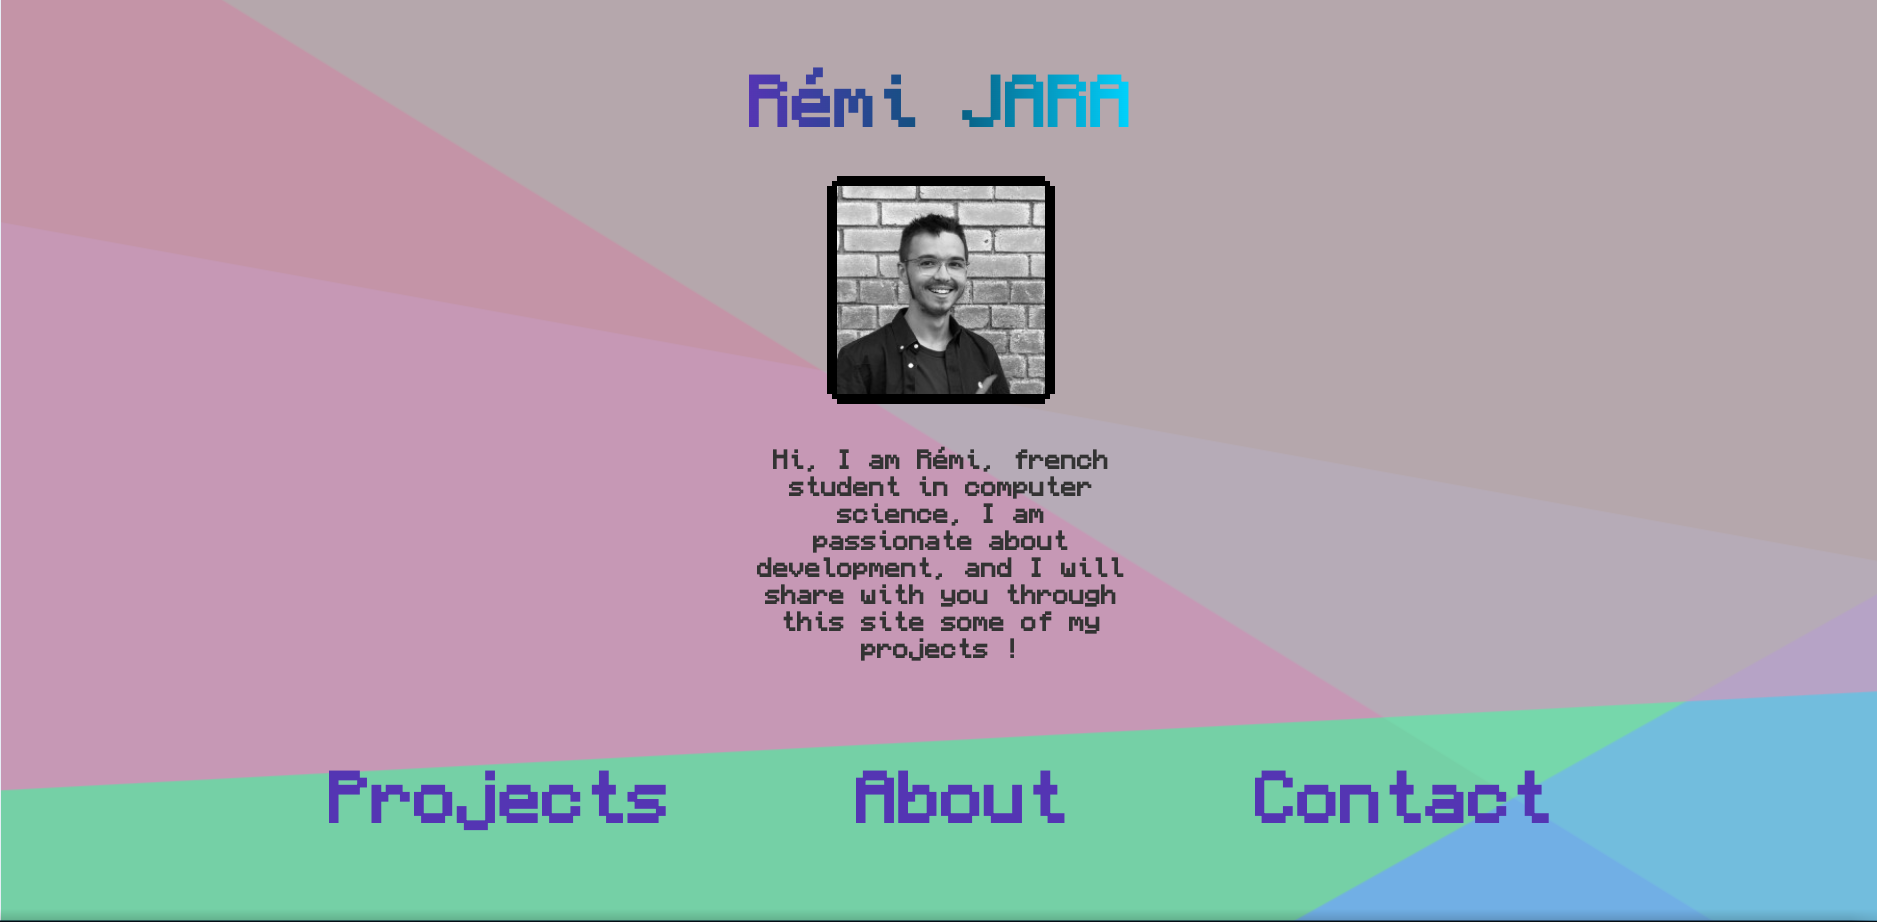 Rémi JARA
Hi, I am Rémi, french
student in computer
science, I am
passionate about
development, and I will
share with you through
this site some of my
projects !
Projects About Contact